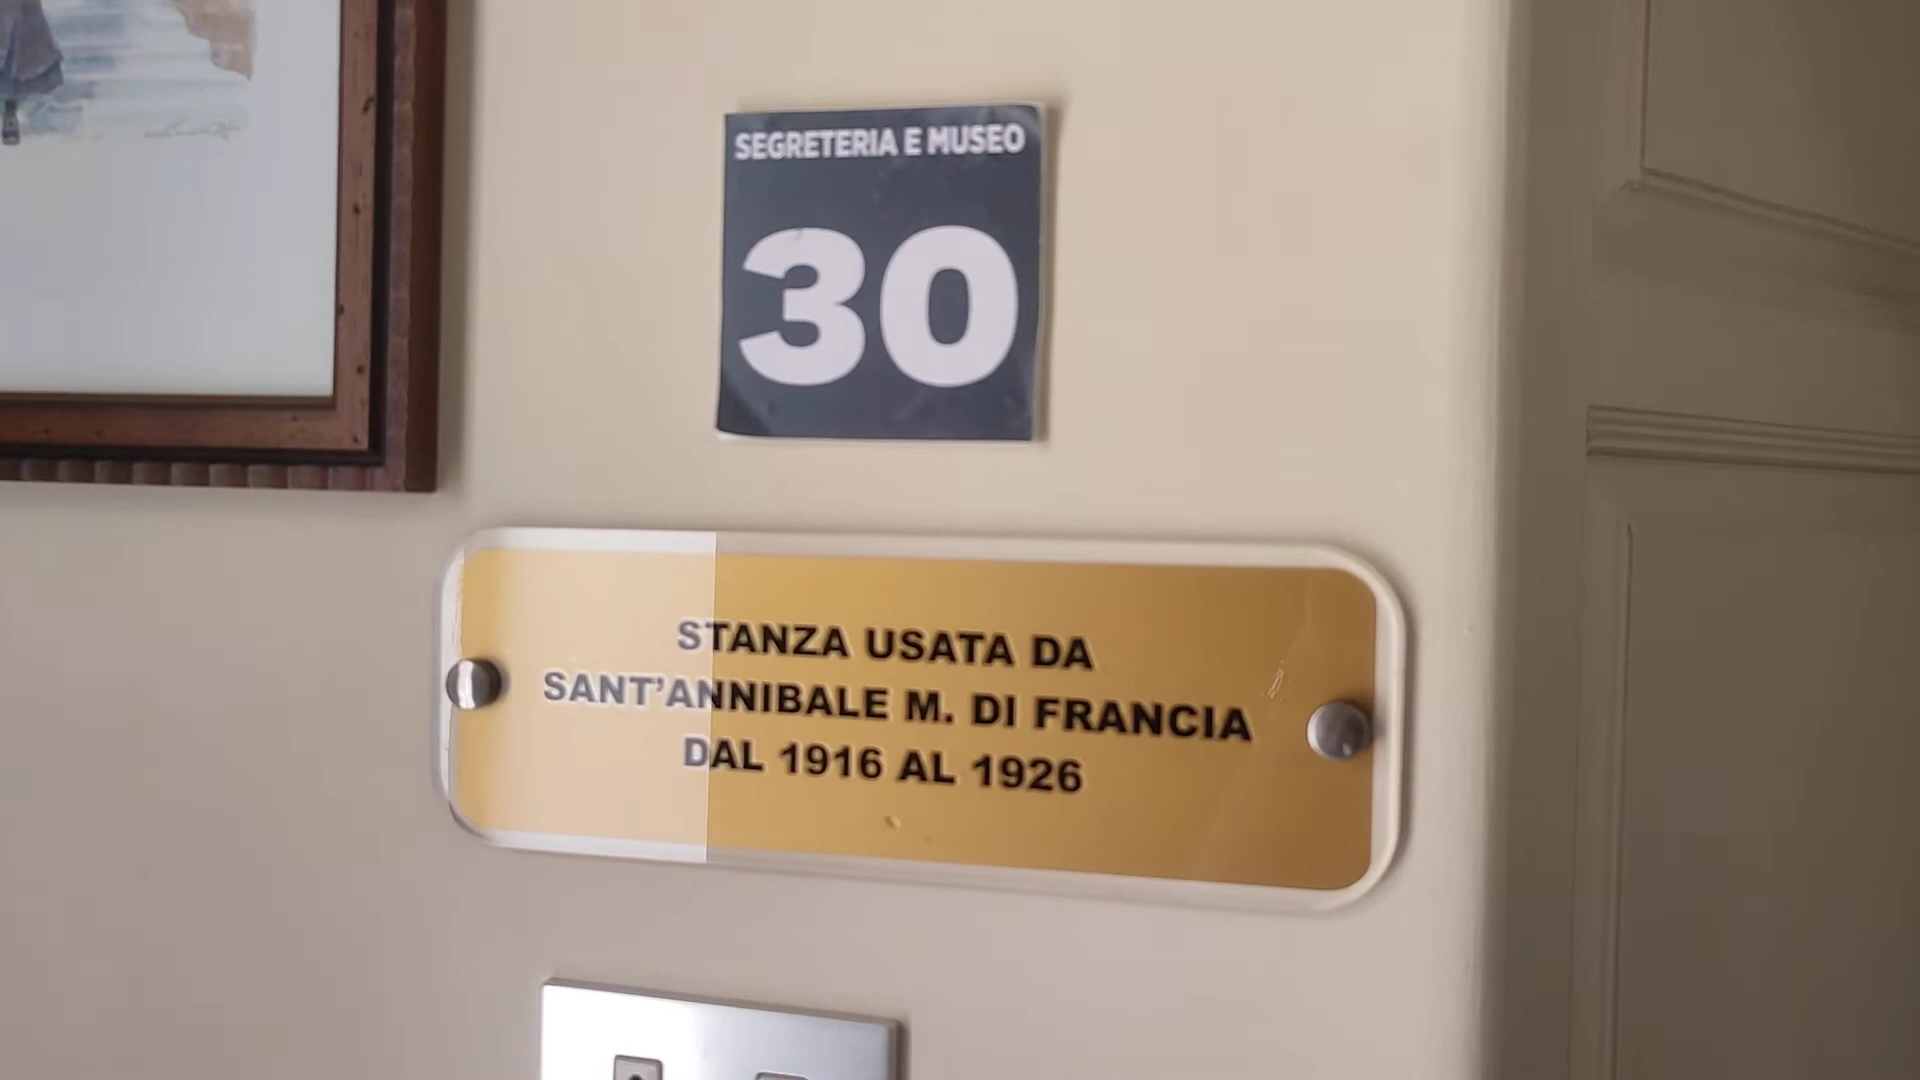 SEGRETERIA E MUSEO
30
STANZA USATA DA
SANT'ANNIBALE M. DI FRANCIA
DAL 1916 AL 1926